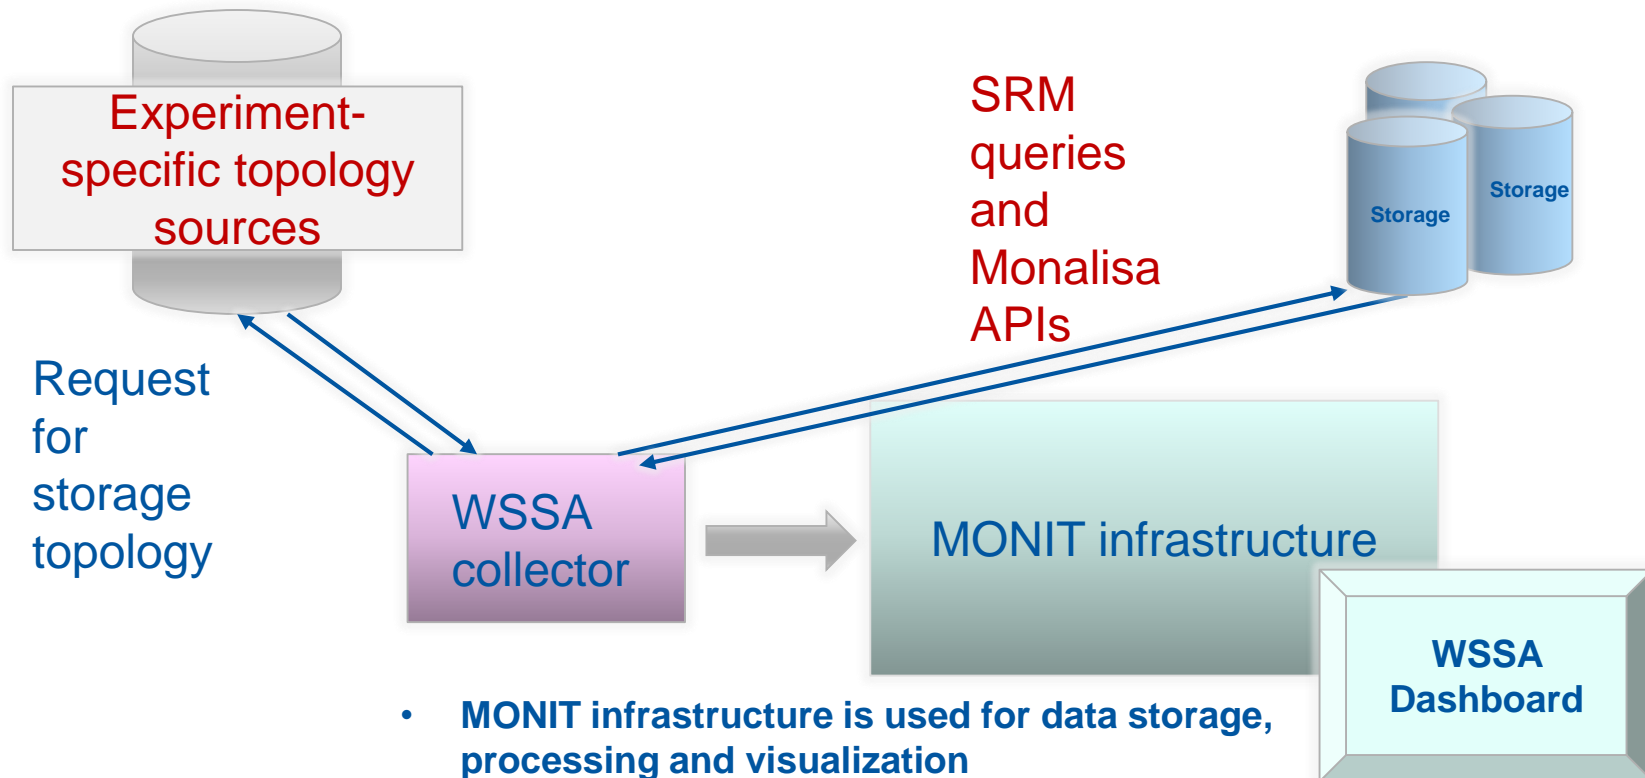 Experiment-
specific topology
sources
SRM
queries
and
Monalisa
APIs
Storage
Storage
Request
for
storage
topology
WSSA
collector
MONIT infrastructure
WSSA
Dashboard
• MONIT infrastructure is used for data storage,
processing and visualization